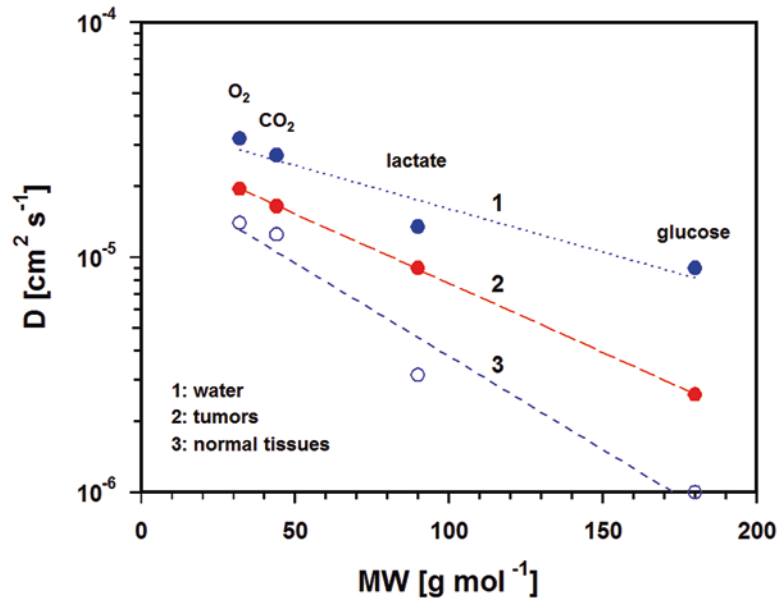 10⁻⁴
O₂
CO₂
lactate
1
glucose
10⁻⁵
2
3
D [cm² s⁻¹]
1: water
2: tumors
3: normal tissues
10⁻⁶
0 50 100 150 200
MW [g mol ⁻¹]